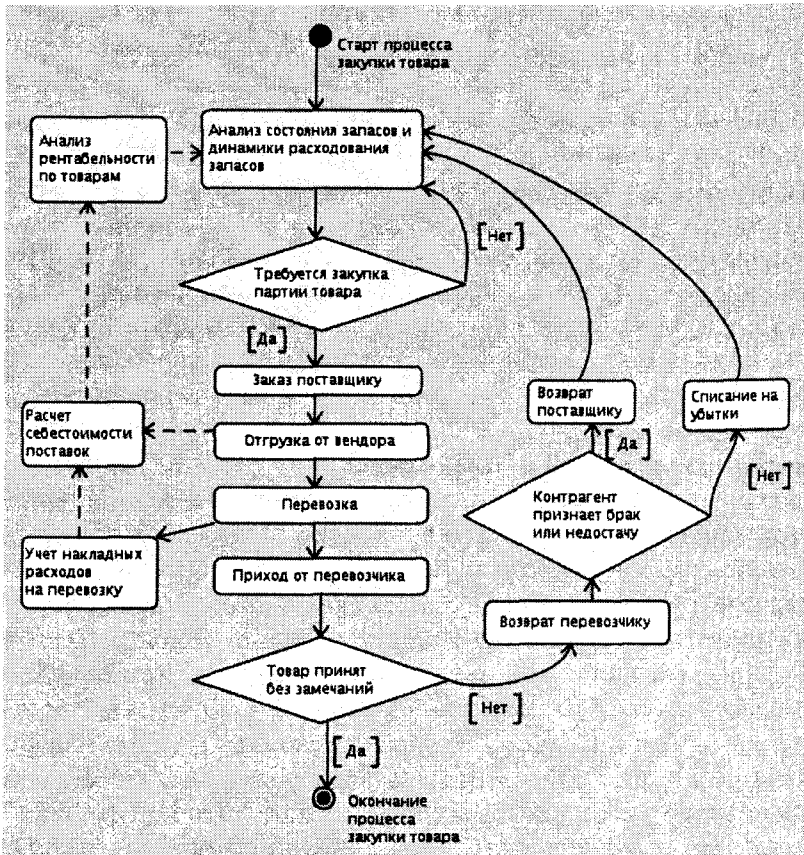 Старт процесса
закупки товара
Анализ состояния запасов и
динамики расходования
запасов
Анализ
рентабельности
по товарам
[Нет]
Требуется закупка
партии товара
[Да]
Заказ поставщику
Возврат
поставщику
Списание на
убытки
Расчет
себестоимости
поставок
Отгрузка от вендора
[Да]
[Нет]
Перевозка
Контрагент
признает брак
или недостачу
Учет накладных
расходов
на перевозку
Приход от перевозчика
Возврат перевозчику
Товар принят
без замечаний
[Нет]
[Да]
Окончание
процесса
закупки товара